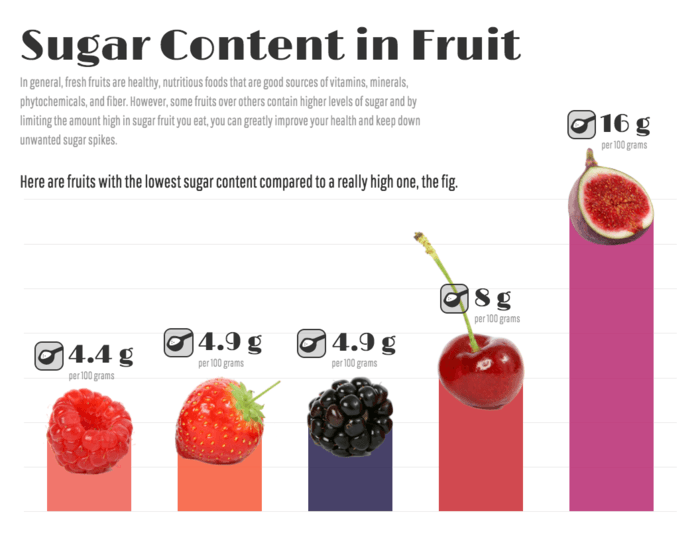 Sugar Content in Fruit
In general, fresh fruits are healthy, nutritious foods that are good sources of vitamins, minerals,
phytochemicals, and fiber. However, some fruits over others contain higher levels of sugar and by
limiting the amount high in sugar fruit you eat, you can greatly improve your health and keep down
unwanted sugar spikes.
Here are fruits with the lowest sugar content compared to a really high one, the fig.
4.4 g
per 100 grams
4.9 g
per 100 grams
4.9 g
per 100 grams
8 g
per 100 grams
16 g
per 100 grams